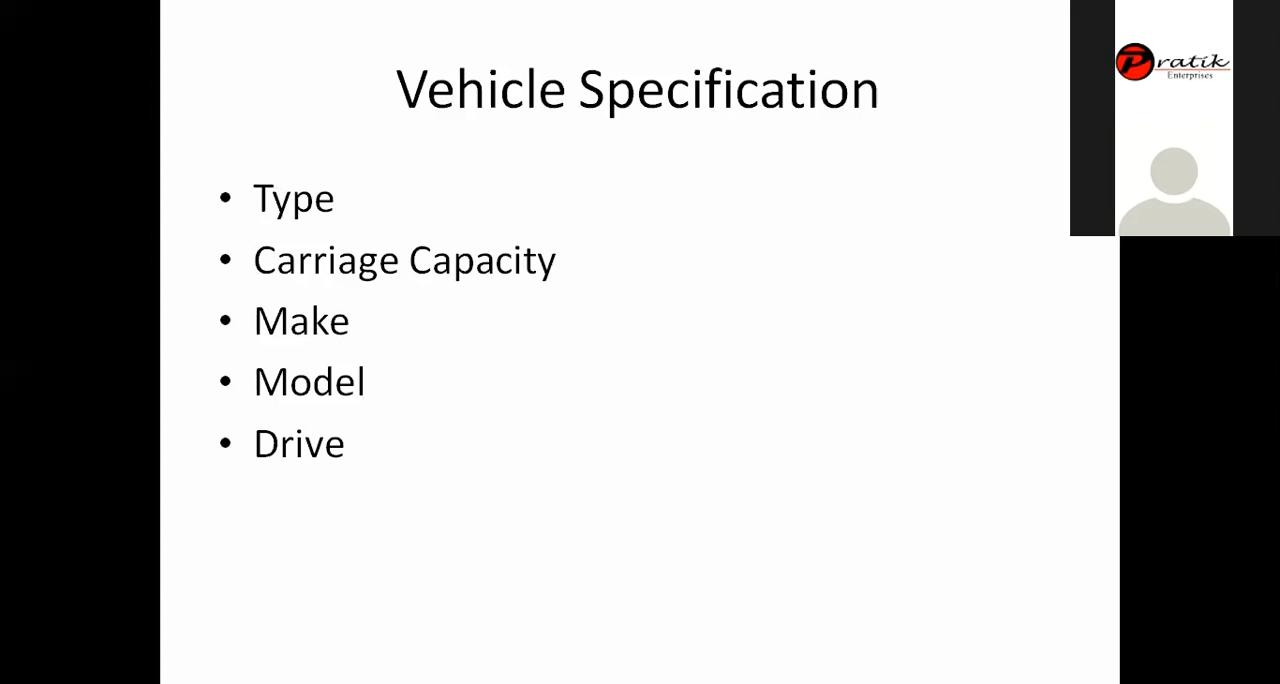 Vehicle Specification
• Type
• Carriage Capacity
• Make
• Model
• Drive
Pratik
Enterprises